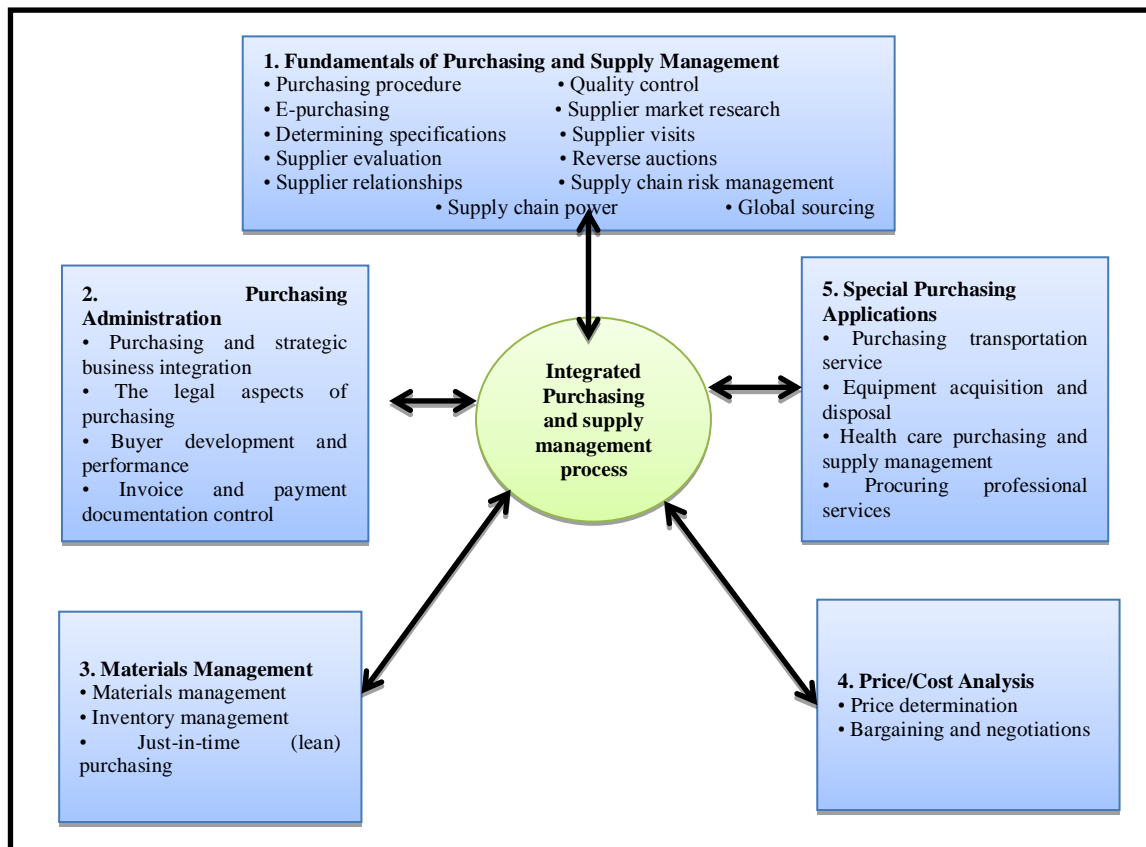 1. Fundamentals of Purchasing and Supply Management
• Purchasing procedure • Quality control
• E-purchasing • Supplier market research
• Determining specifications • Supplier visits
• Supplier evaluation • Reverse auctions
• Supplier relationships • Supply chain risk management
• Supply chain power • Global sourcing
2. Purchasing
Administration
• Purchasing and strategic
business integration
• The legal aspects of
purchasing
• Buyer development and
performance
• Invoice and payment
documentation control
Integrated
Purchasing
and supply
management
process
5. Special Purchasing
Applications
• Purchasing transportation
service
• Equipment acquisition and
disposal
• Health care purchasing and
supply management
• Procuring professional
services
3. Materials Management
• Materials management
• Inventory management
• Just-in-time (lean)
purchasing
4. Price/Cost Analysis
• Price determination
• Bargaining and negotiations